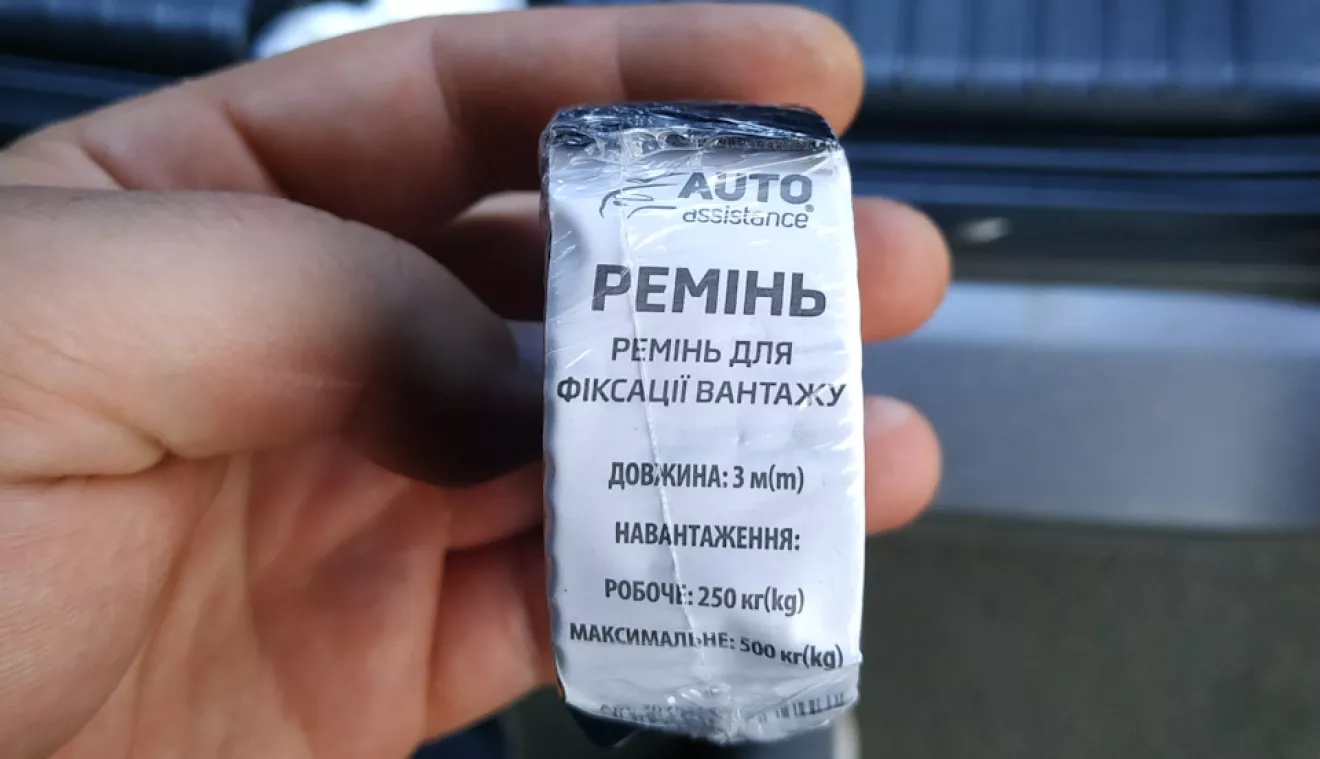 AUTO
assistance®
РЕМІНЬ
РЕМІНЬ ДЛЯ
ФІКСАЦІЇ ВАНТАЖУ
ДОВЖИНА: 3 м(m)
НАВАНТАЖЕННЯ:
РОБОЧЕ: 250 кг(kg)
МАКСИМАЛЬНЕ: 500 кг(kg)